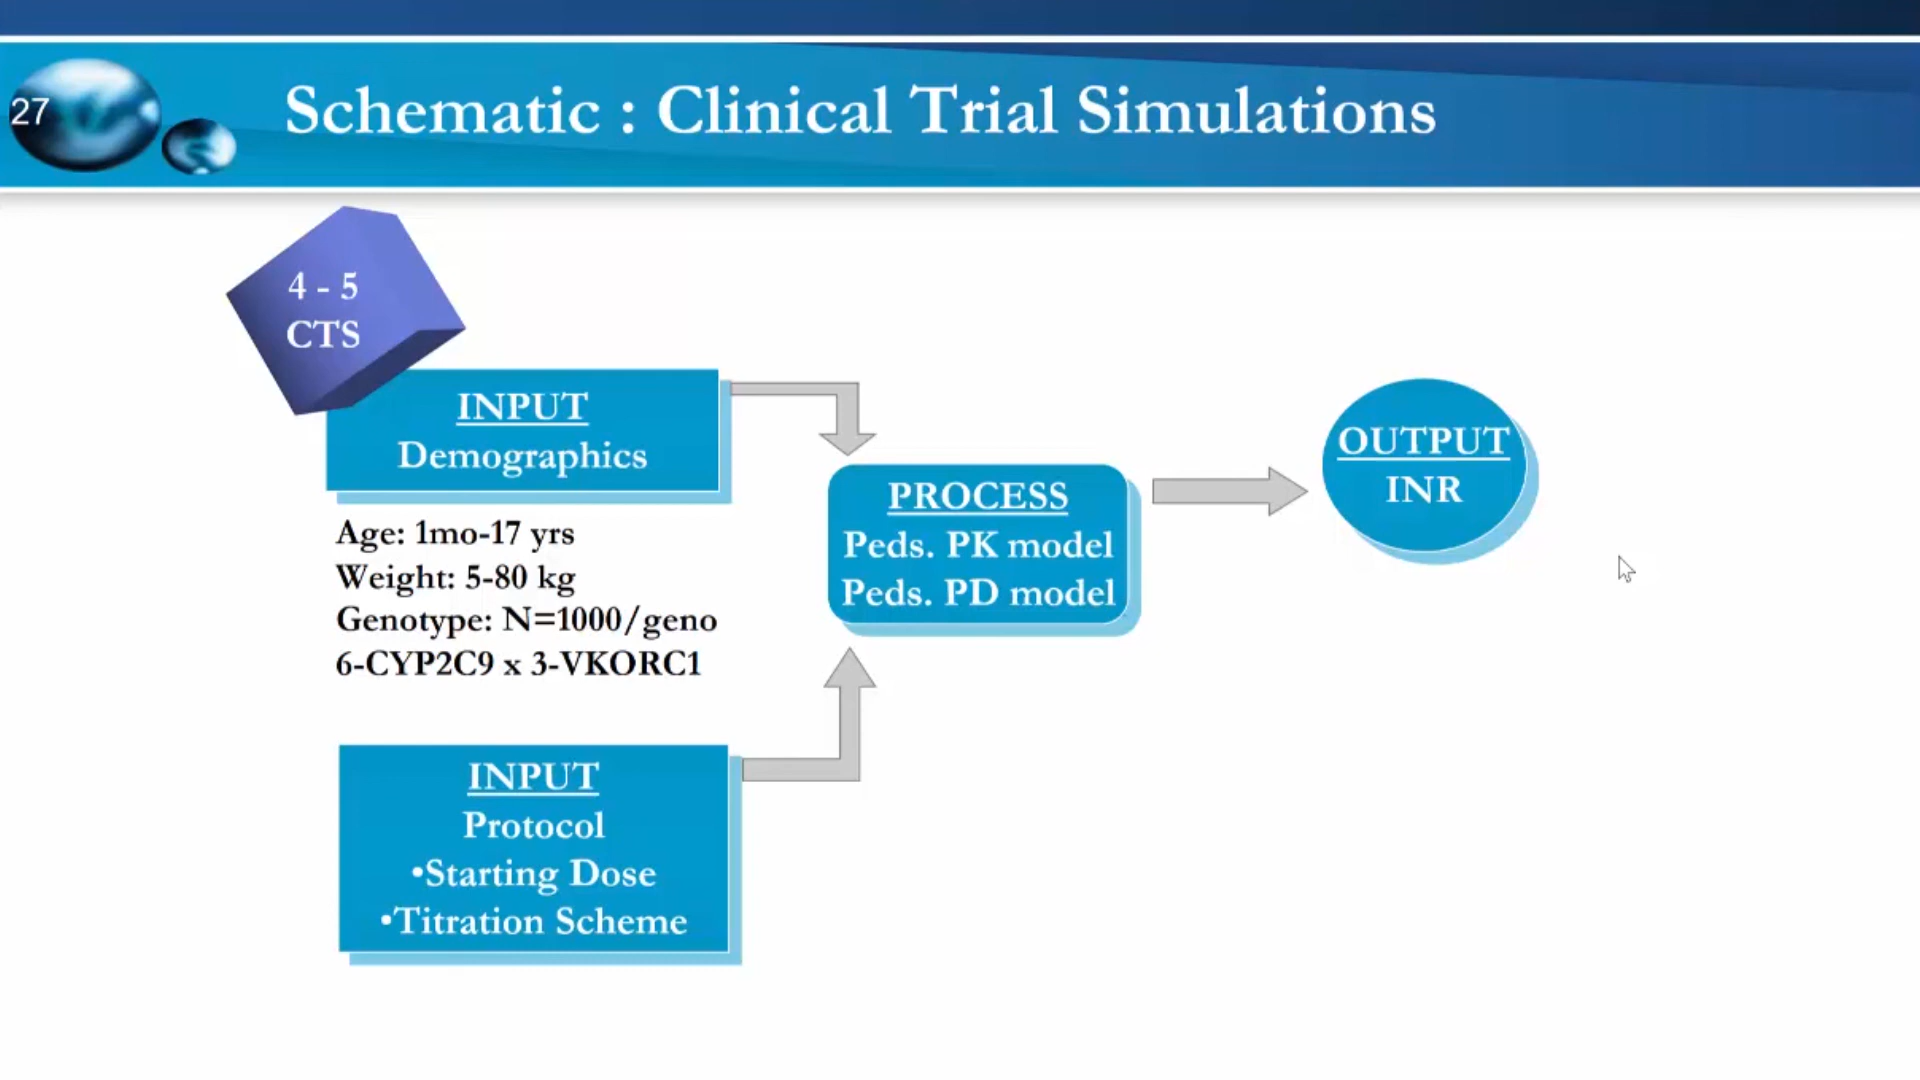 27
Schematic : Clinical Trial Simulations
4 - 5
CTS
INPUT
Demographics
Age: 1mo-17 yrs
Weight: 5-80 kg
Genotype: N=1000/geno
6-CYP2C9 x 3-VKORC1
INPUT
Protocol
•Starting Dose
•Titration Scheme
PROCESS
Peds. PK model
Peds. PD model
OUTPUT
INR